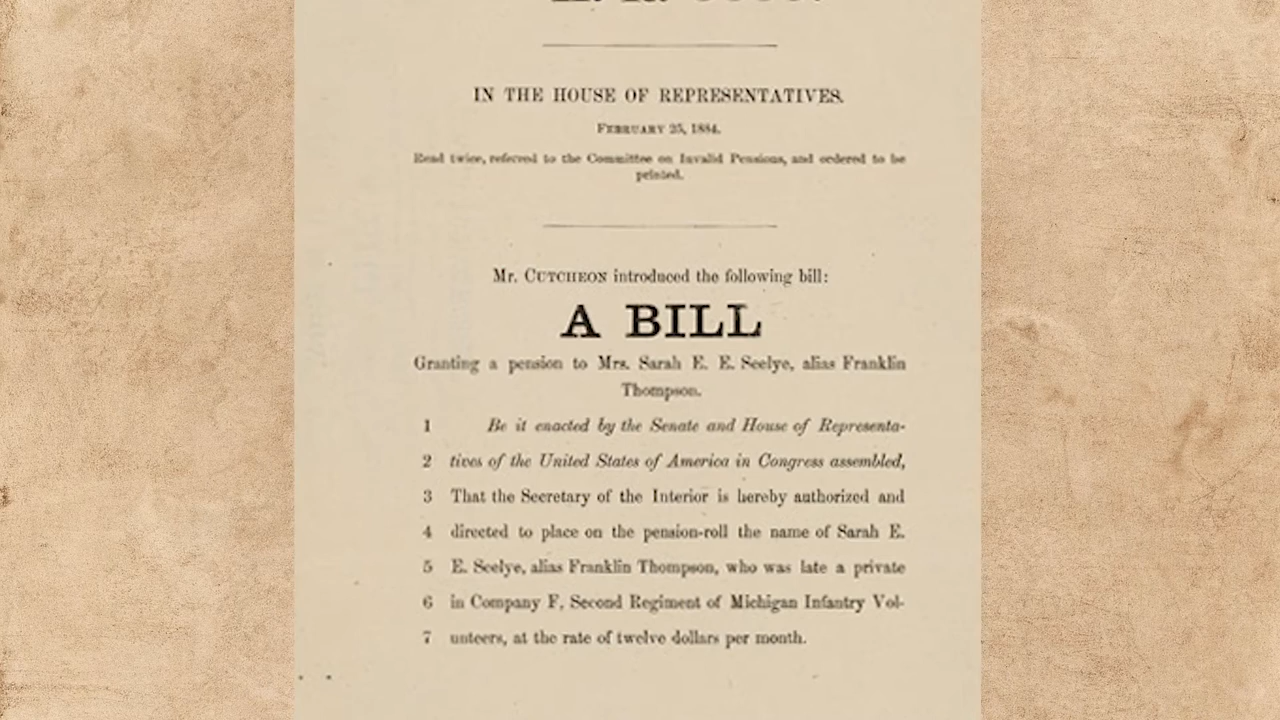 IN THE HOUSE OF REPRESENTATIVES.
FEBRUARY 25, 1884.
Read twice, referred to the Committee on Invalid Pensions, and ordered to be
printed.
Mr. CUTCHEON introduced the following bill:
A BILL
Granting a pension to Mrs. Sarah E. E. Seelye, alias Franklin
Thompson.
1 Be it enacted by the Senate and House of Representa-
2 tives of the United States of America in Congress assembled,
3 That the Secretary of the Interior is hereby authorized and
4 directed to place on the pension-roll the name of Sarah E.
5 E. Seelye, alias Franklin Thompson, who was late a private
6 in Company F, Second Regiment of Michigan Infantry Vol-
7 unteers, at the rate of twelve dollars per month.